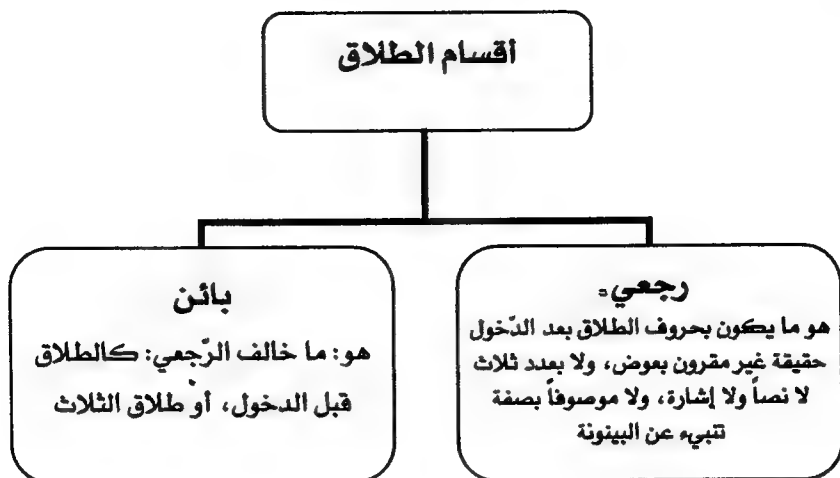 أقسام الطلاق
رجعي:
هو ما يكون بحروف الطلاق بعد الدّخول
حقيقة غير مقرون بعوض، ولا بعدد ثلاث
لا نصاً ولا إشارة، ولا موصوفاً بصفة
تنبيء عن البينونة
بائن
هو: ما خالف الرّجعي: كالطلاق
قبل الدخول، أو طلاق الثلاث